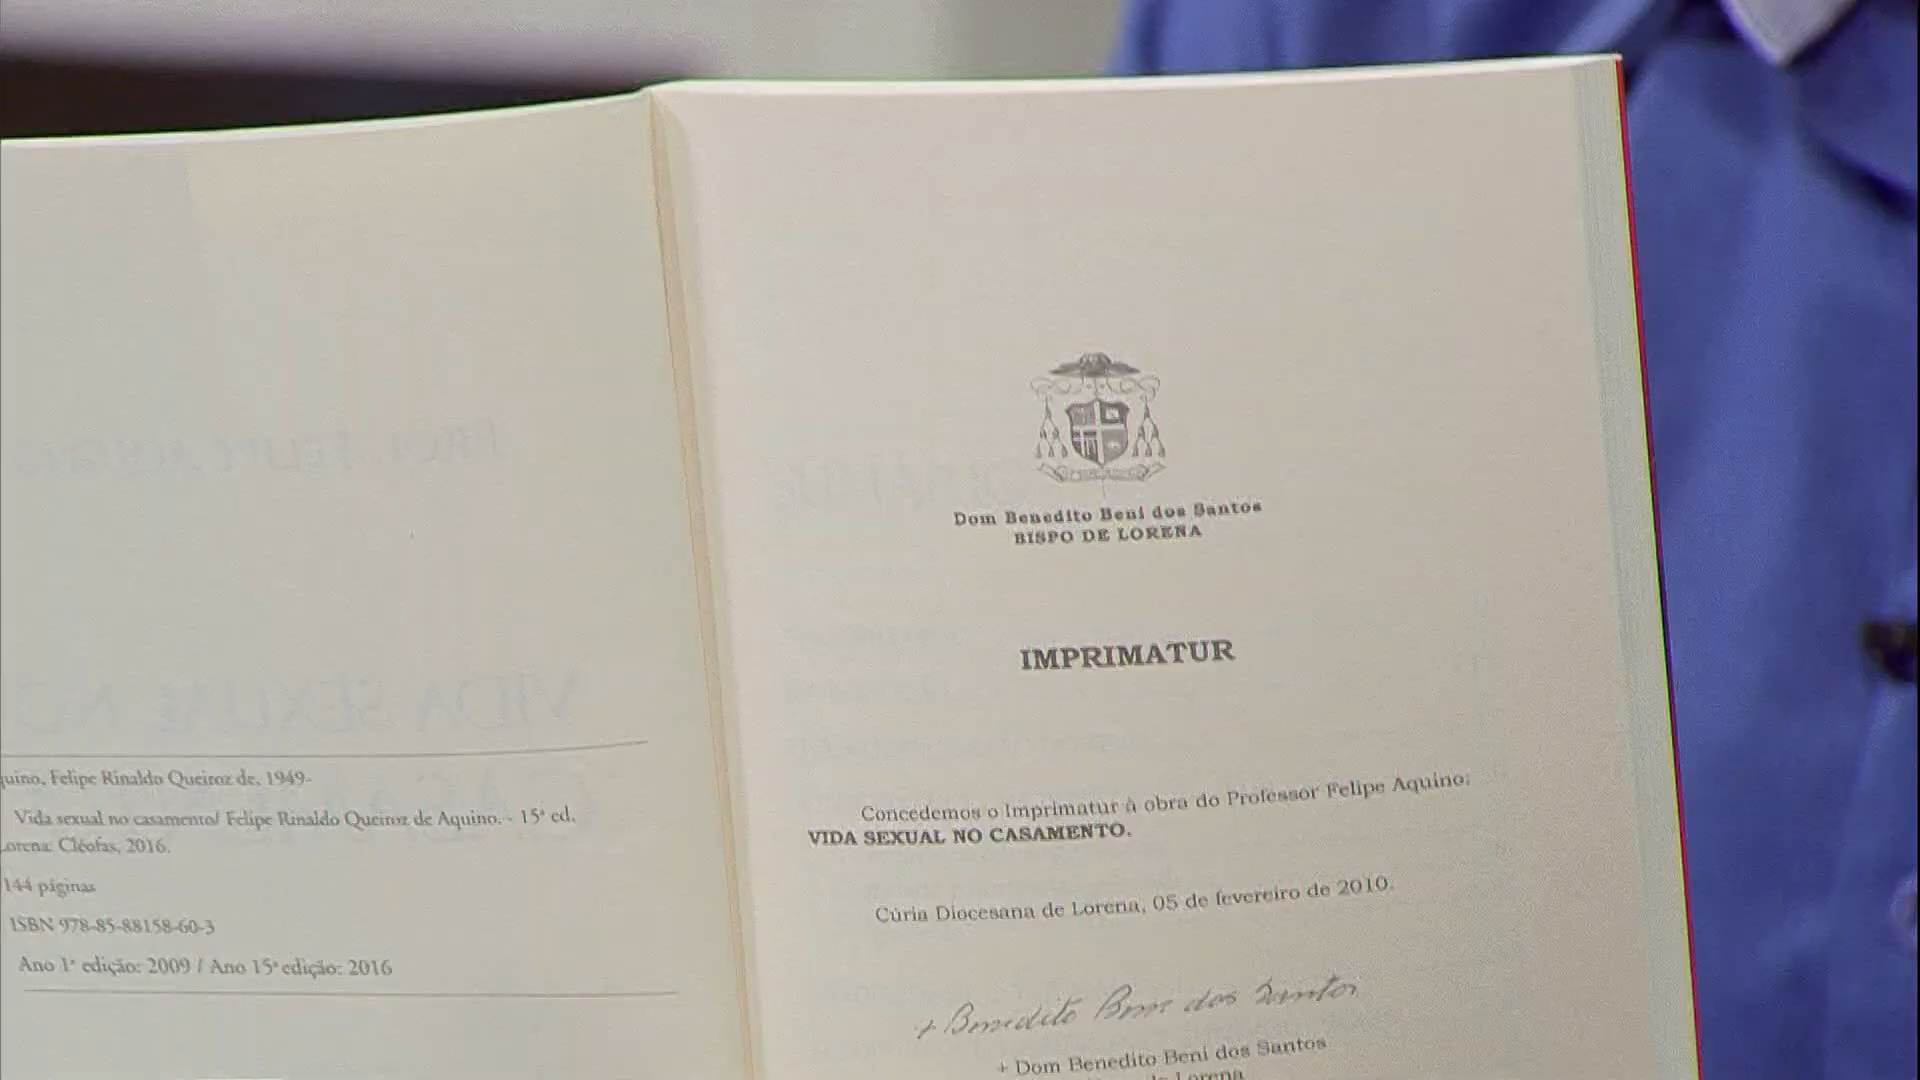 quino, Felipe Rinaldo Queiroz de, 1949-
Vida sexual no casamento/ Felipe Rinaldo Queiroz de Aquino. - 15ª ed.
Lorena: Cléofas, 2016.
144 páginas
ISBN 978-85-88158-60-3
Ano 1ª edição: 2009 / Ano 15ª edição: 2016
Dom Benedito Beni dos Santos
BISPO DE LORENA
IMPRIMATUR
Concedemos o Imprimatur à obra do Professor Felipe Aquino:
VIDA SEXUAL NO CASAMENTO.
Cúria Diocesana de Lorena, 05 de fevereiro de 2010.
+ Benedito Beni dos Santos
+ Dom Benedito Beni dos Santos
de Lorena